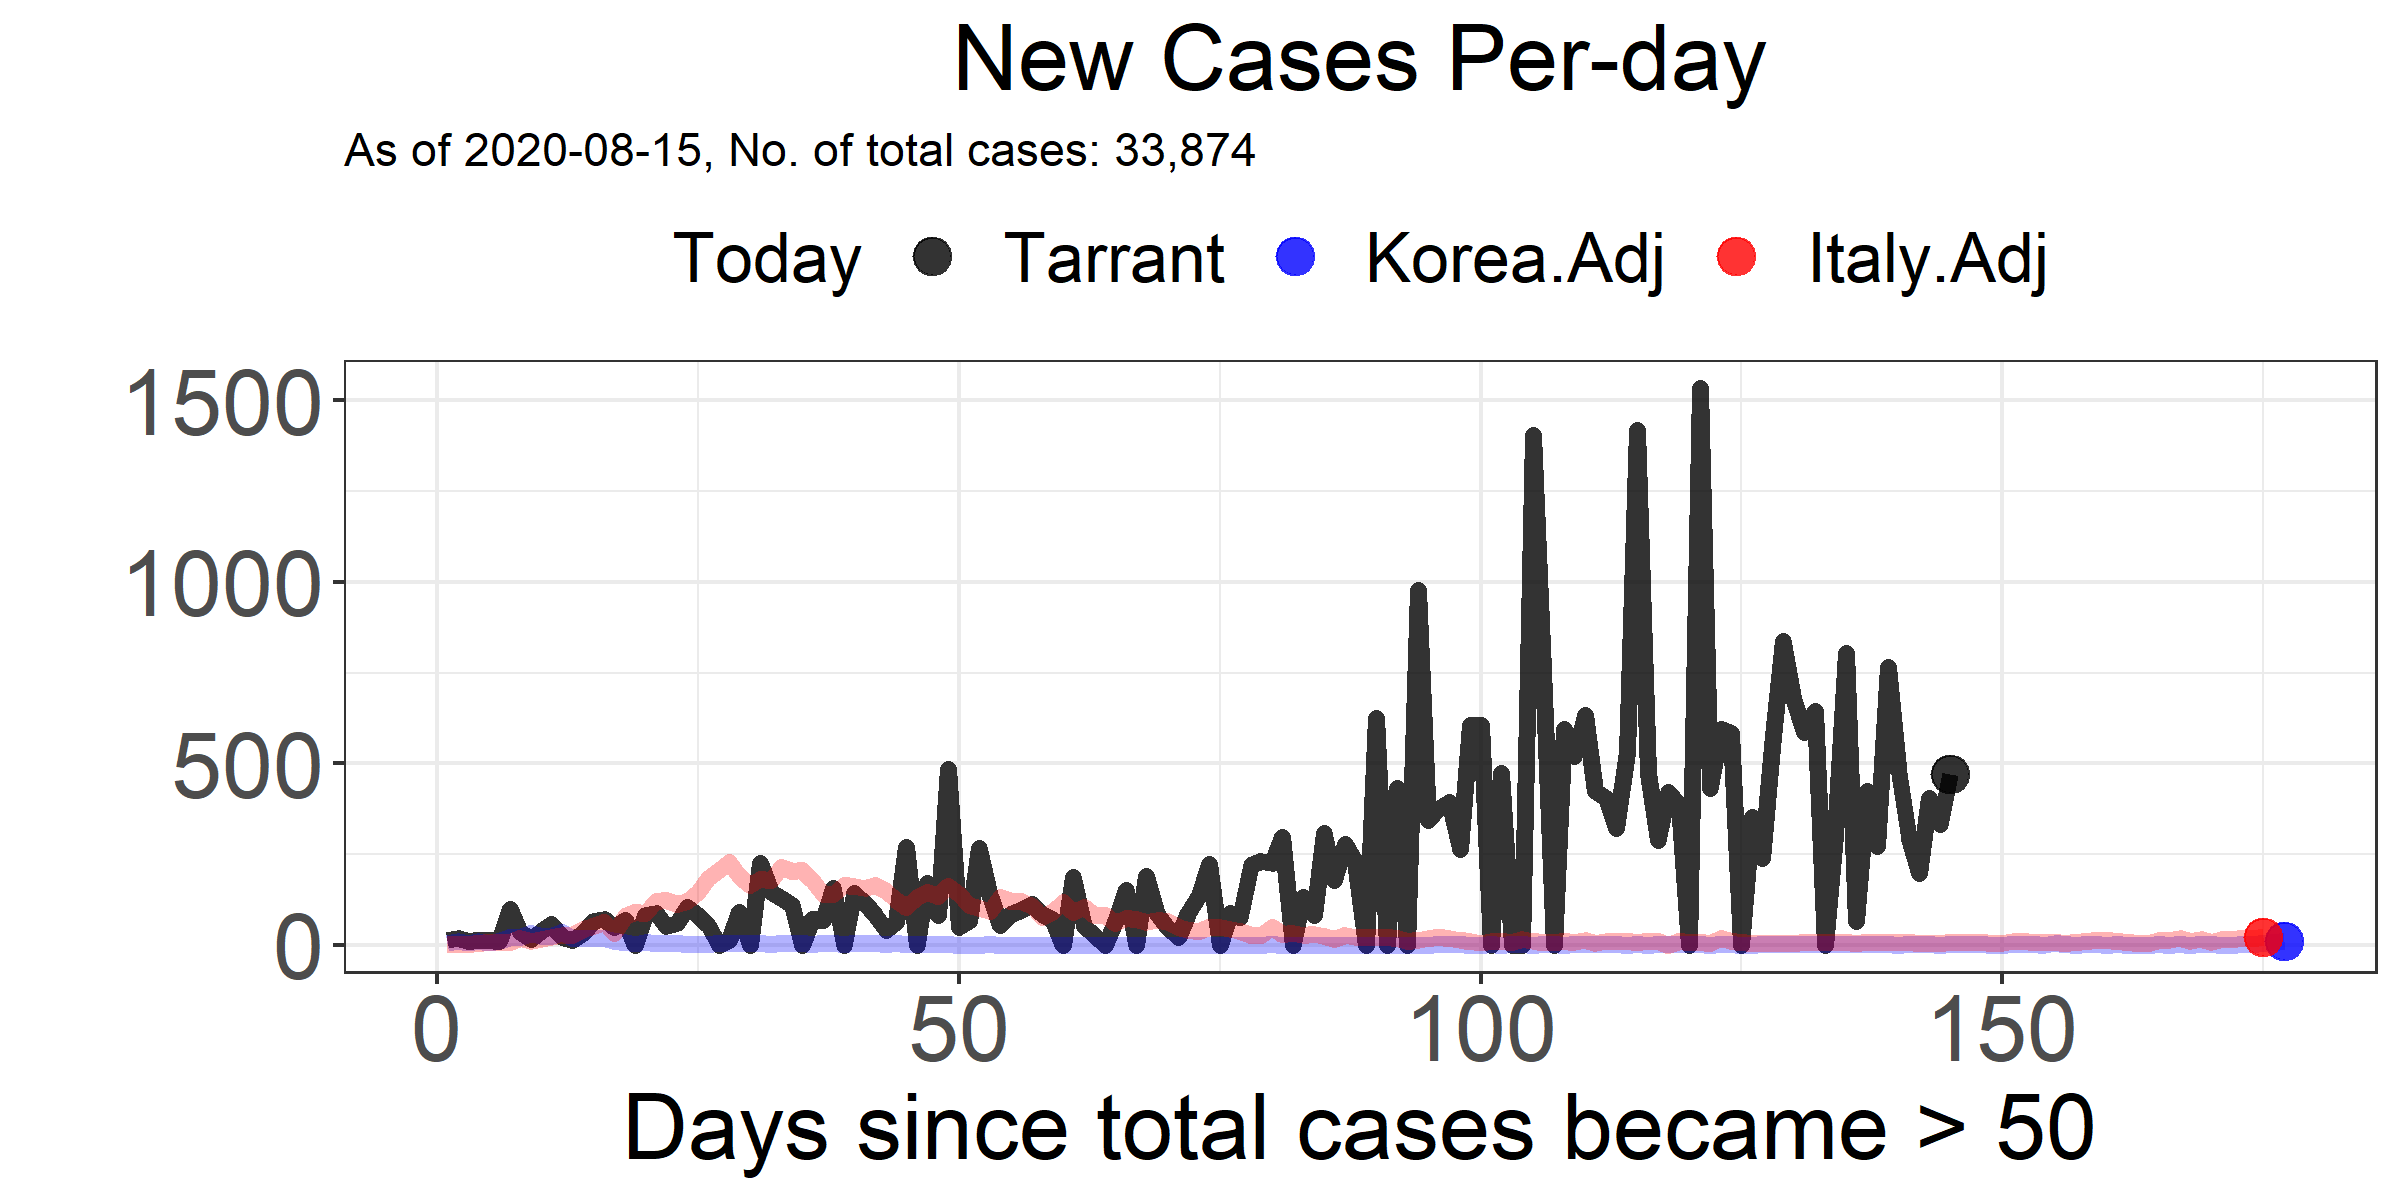 New Cases Per-day
As of 2020-08-15, No. of total cases: 33,874
Today Tarrant Korea.Adj Italy.Adj
1500
1000
500
0
0 50 100 150
Days since total cases became > 50